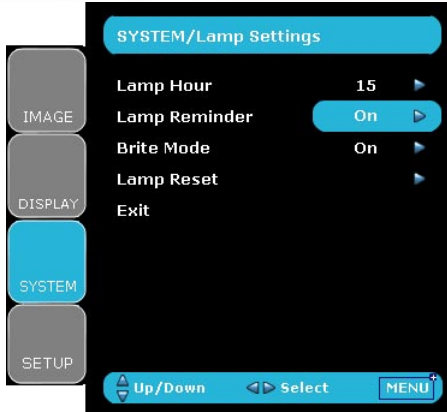 SYSTEM/Lamp Settings
Lamp Hour 15
Lamp Reminder On
Brite Mode On
Lamp Reset
Exit
IMAGE
DISPLAY
SYSTEM
SETUP
Up/Down Select MENU